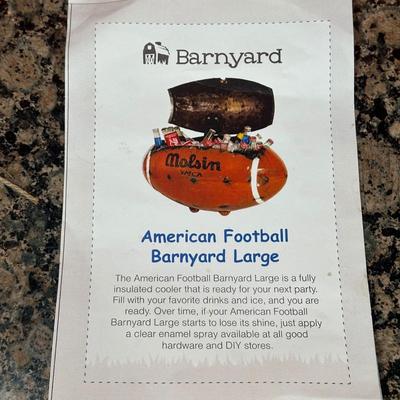 Barnyard
Molsin
YMCA
American Football
Barnyard Large
The American Football Barnyard Large is a fully
insulated cooler that is ready for your next party.
Fill with your favorite drinks and ice, and you are
ready. Over time, if your American Football
Barnyard Large starts to lose its shine, just apply
a clear enamel spray available at all good
hardware and DIY stores.